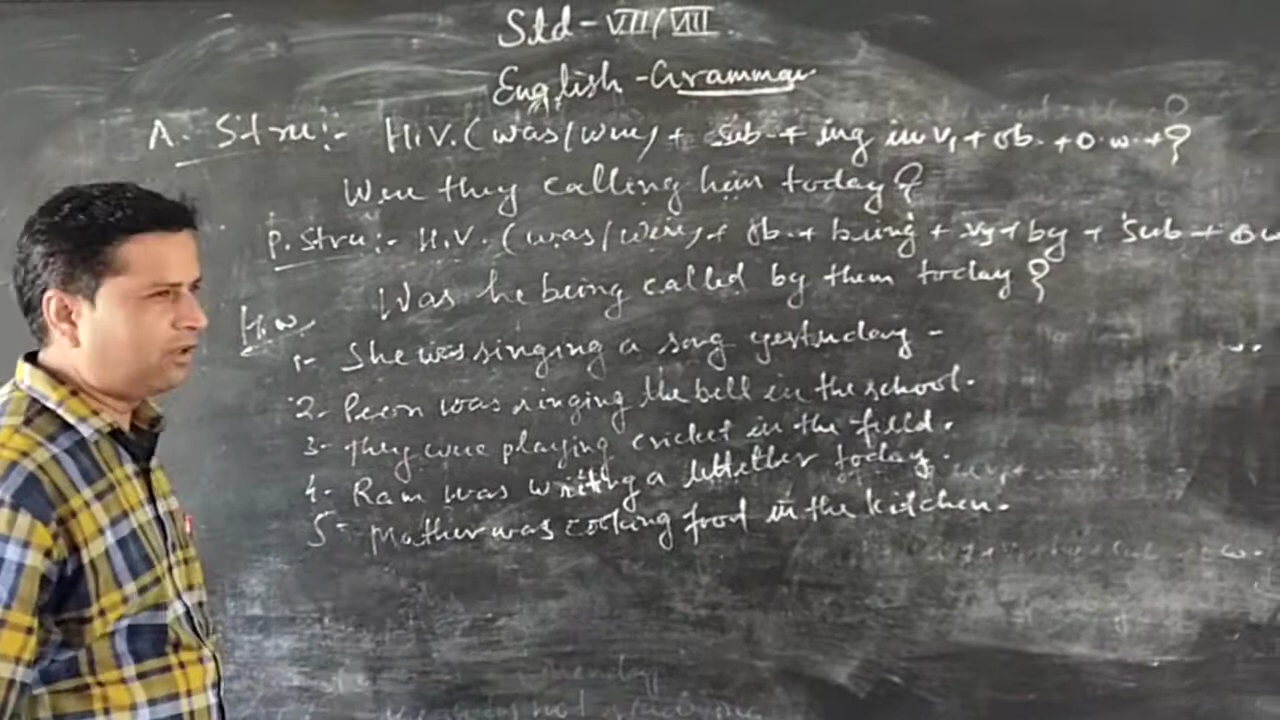 Std - VII/VIII
English - Grammar
A. Stru:- H.V. (was/were) + sub + ing in V1 + ob. + o.w. + ?
Were they calling him today?
P. Stru:- H.V. (was/were) + ob. + being + V3 + by + sub + ow
Was he being called by them today?
H.w
1- She was singing a song yesterday -
2- Peon was ringing the bell in the school.
3- They were playing cricket in the filld.
4- Ram was writing a today.
5- Mother was cooking food in the kitchen.